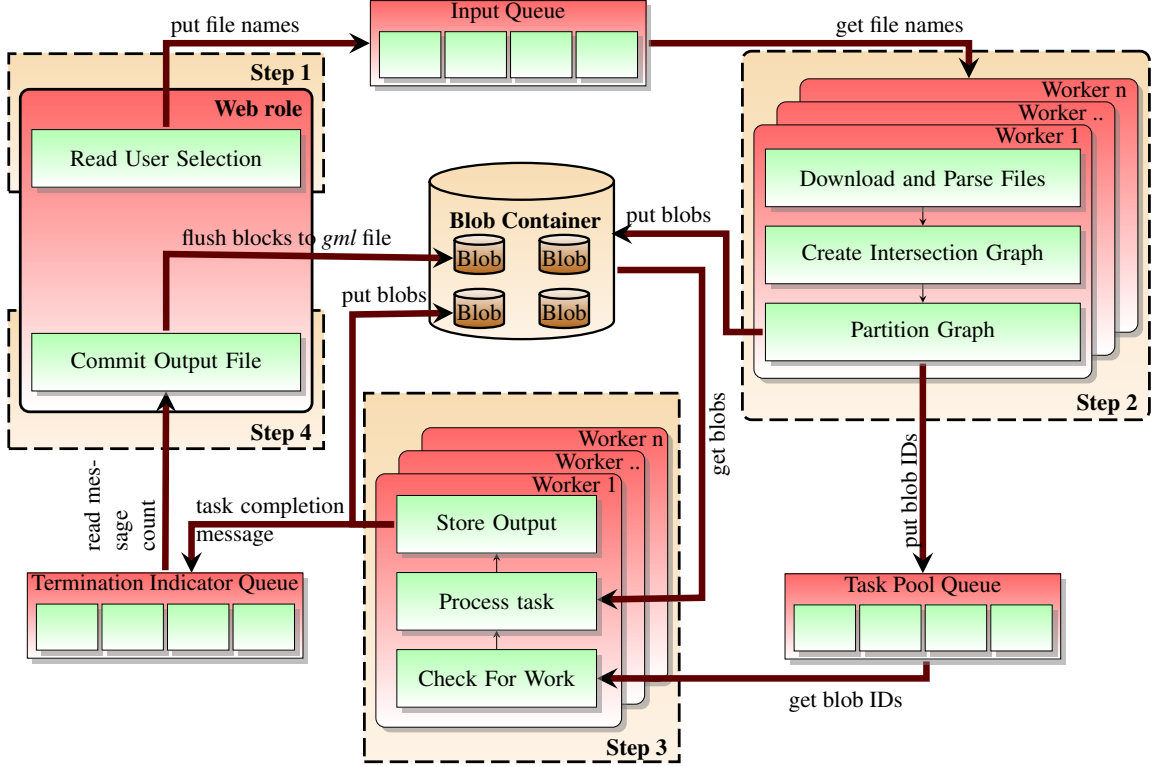 put file names
Input Queue
get file names
Step 1
Web role
Read User Selection
Worker n
Worker ..
Worker 1
Download and Parse Files
Create Intersection Graph
Partition Graph
Step 2
Blob Container
Blob
Blob
Blob
Blob
put blobs
flush blocks to gml file
put blobs
Commit Output File
Step 4
get blobs
put blob IDs
read mes-
sage
count
task completion
message
Worker n
Worker ..
Worker 1
Store Output
Process task
Check For Work
Step 3
Termination Indicator Queue
Task Pool Queue
get blob IDs